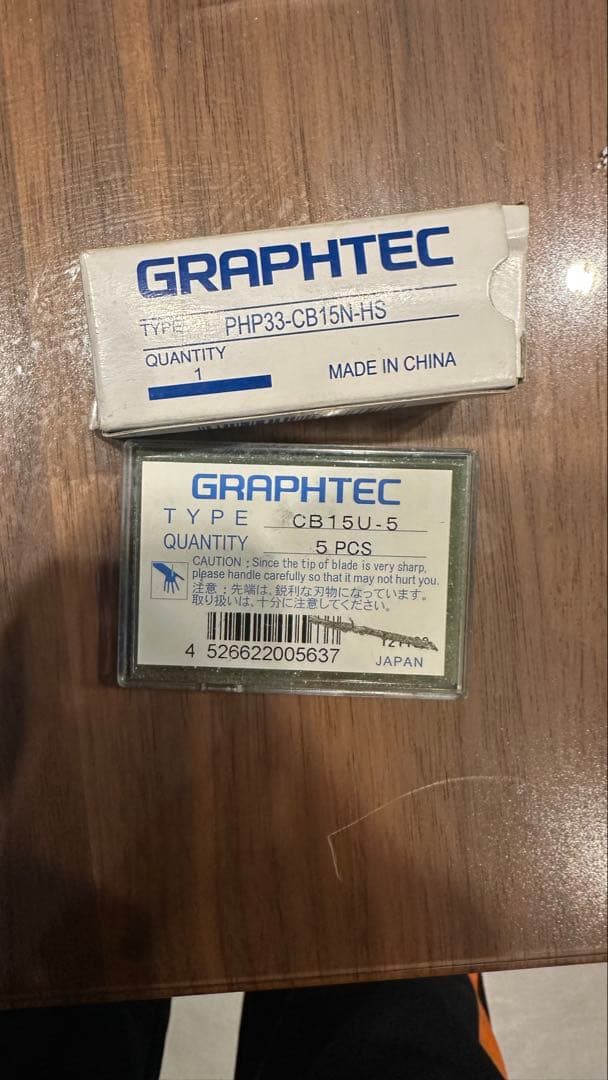 GRAPHTEC
TYPE PHP33-CB15N-HS
QUANTITY
1
MADE IN CHINA
GRAPHTEC
TYPE CB15U-5
QUANTITY 5 PCS
CAUTION : Since the tip of blade is very sharp,
please handle carefully so that it may not hurt you.
注意：先端は、鋭利な刃物になっています。
取り扱いは、十分に注意してください。
4 526622005637
JAPAN